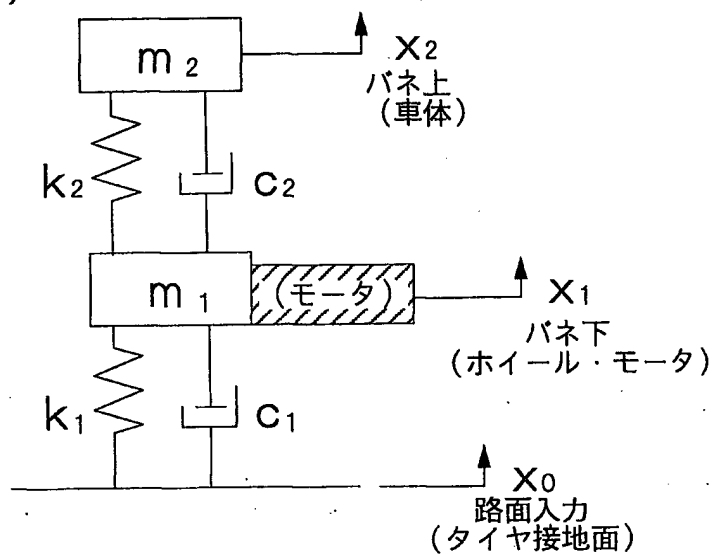 m₂
x₂
バネ上
(車体)
k₂
c₂
m₁
(モータ)
x₁
バネ下
(ホイール・モータ)
k₁
c₁
x₀
路面入力
(タイヤ接地面)